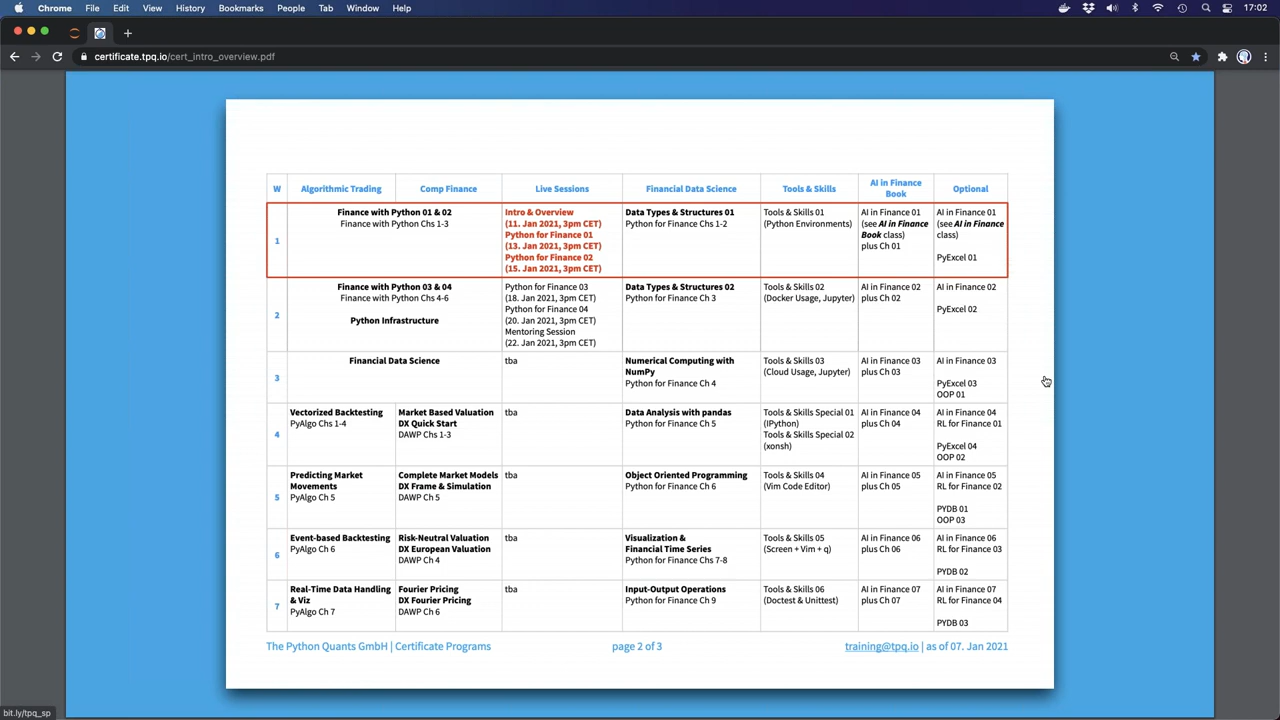 Chrome File Edit View History Bookmarks People Tab Window Help 17:02
certificate.tpq.io/cert_intro_overview.pdf
W Algorithmic Trading Comp Finance Live Sessions Financial Data Science Tools & Skills AI in Finance Book Optional
1
Finance with Python 01 & 02
Finance with Python Chs 1-3
Intro & Overview
(11. Jan 2021, 3pm CET)
Python for Finance 01
(13. Jan 2021, 3pm CET)
Python for Finance 02
(15. Jan 2021, 3pm CET)
Data Types & Structures 01
Python for Finance Chs 1-2
Tools & Skills 01
(Python Environments)
AI in Finance 01
(see AI in Finance
Book class)
plus Ch 01
AI in Finance 01
(see AI in Finance
class)
PyExcel 01
2
Finance with Python 03 & 04
Finance with Python Chs 4-6
Python Infrastructure
Python for Finance 03
(18. Jan 2021, 3pm CET)
Python for Finance 04
(20. Jan 2021, 3pm CET)
Mentoring Session
(22. Jan 2021, 3pm CET)
Data Types & Structures 02
Python for Finance Ch 3
Tools & Skills 02
(Docker Usage, Jupyter)
AI in Finance 02
plus Ch 02
AI in Finance 02
PyExcel 02
3
Financial Data Science
tba
Numerical Computing with
NumPy
Python for Finance Ch 4
Tools & Skills 03
(Cloud Usage, Jupyter)
AI in Finance 03
plus Ch 03
AI in Finance 03
PyExcel 03
OOP 01
4
Vectorized Backtesting
PyAlgo Chs 1-4
Market Based Valuation
DX Quick Start
DAWP Chs 1-3
tba
Data Analysis with pandas
Python for Finance Ch 5
Tools & Skills Special 01
(IPython)
Tools & Skills Special 02
(xonsh)
AI in Finance 04
plus Ch 04
AI in Finance 04
RL for Finance 01
PyExcel 04
OOP 02
5
Predicting Market
Movements
PyAlgo Ch 5
Complete Market Models
DX Frame & Simulation
DAWP Ch 5
tba
Object Oriented Programming
Python for Finance Ch 6
Tools & Skills 04
(Vim Code Editor)
AI in Finance 05
plus Ch 05
AI in Finance 05
RL for Finance 02
PYDB 01
OOP 03
6
Event-based Backtesting
PyAlgo Ch 6
Risk-Neutral Valuation
DX European Valuation
DAWP Ch 4
tba
Visualization &
Financial Time Series
Python for Finance Chs 7-8
Tools & Skills 05
(Screen + Vim + q)
AI in Finance 06
plus Ch 06
AI in Finance 06
RL for Finance 03
PYDB 02
7
Real-Time Data Handling
& Viz
PyAlgo Ch 7
Fourier Pricing
DX Fourier Pricing
DAWP Ch 6
tba
Input-Output Operations
Python for Finance Ch 9
Tools & Skills 06
(Doctest & Unittest)
AI in Finance 07
plus Ch 07
AI in Finance 07
RL for Finance 04
PYDB 03
The Python Quants GmbH | Certificate Programs page 2 of 3 training@tpq.io | as of 07. Jan 2021
bit.ly/tpq_sp